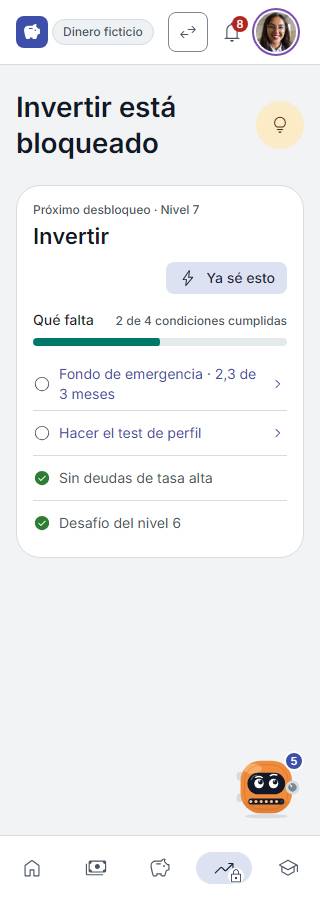 Dinero ficticio
8
Invertir está
bloqueado
Próximo desbloqueo · Nivel 7
Invertir
Ya sé esto
Qué falta
2 de 4 condiciones cumplidas
Fondo de emergencia · 2,3 de
3 meses
Hacer el test de perfil
Sin deudas de tasa alta
Desafío del nivel 6
5